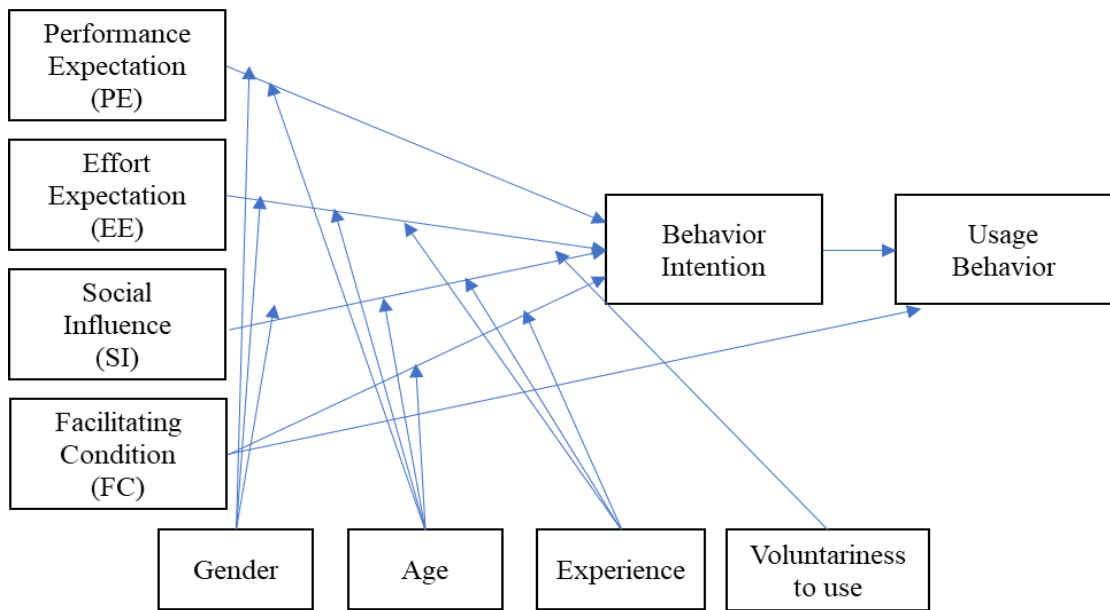 Performance
Expectation
(PE)
Effort
Expectation
(EE)
Social
Influence
(SI)
Facilitating
Condition
(FC)
Behavior
Intention
Usage
Behavior
Gender
Age
Experience
Voluntariness
to use